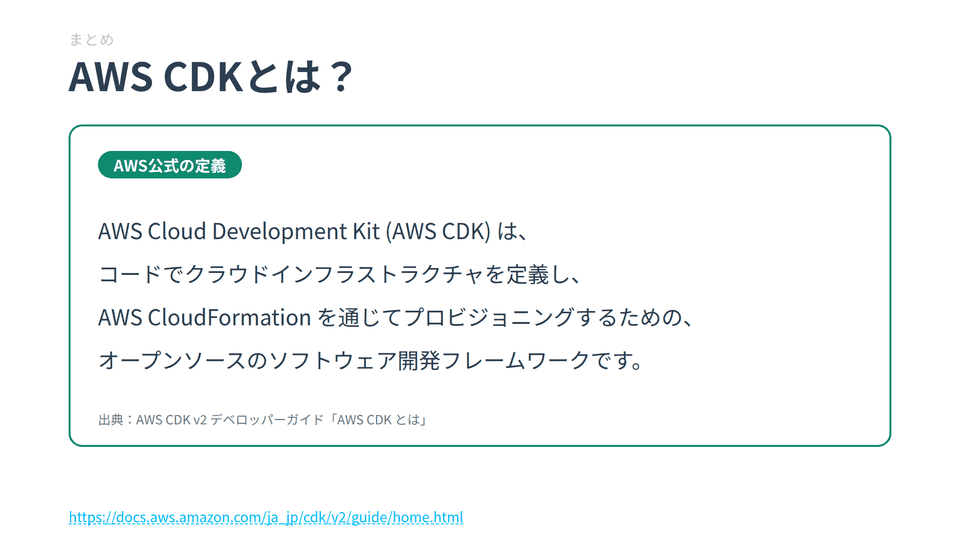 まとめ
AWS CDKとは？
AWS公式の定義
AWS Cloud Development Kit (AWS CDK) は、
コードでクラウドインフラストラクチャを定義し、
AWS CloudFormation を通じてプロビジョニングするための、
オープンソースのソフトウェア開発フレームワークです。
出典：AWS CDK v2 デベロッパーガイド「AWS CDK とは」
https://docs.aws.amazon.com/ja_jp/cdk/v2/guide/home.html